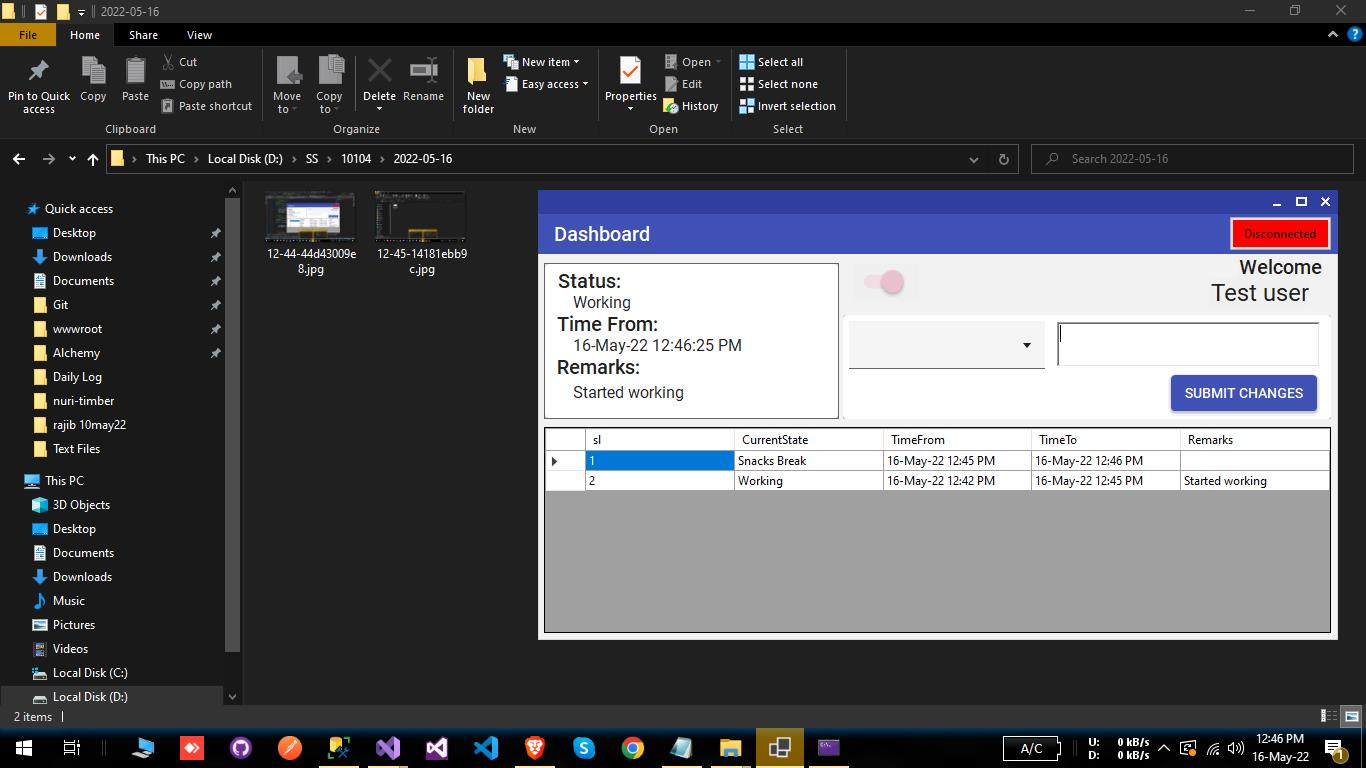 2022-05-16
File Home Share View
Pin to Quick access
Copy
Paste
Cut
Copy path
Paste shortcut
Clipboard
Move to
Copy to
Delete
Rename
Organize
New folder
New item
Easy access
New
Properties
Open
Edit
History
Open
Select all
Select none
Invert selection
Select
This PC > Local Disk (D:) > SS > 10104 > 2022-05-16
Search 2022-05-16
Quick access
Desktop
Downloads
Documents
Git
wwwroot
Alchemy
Daily Log
nuri-timber
rajib 10may22
Text Files
This PC
3D Objects
Desktop
Documents
Downloads
Music
Pictures
Videos
Local Disk (C:)
Local Disk (D:)
2 items
12-44-44d43009e
8.jpg
12-45-14181ebb9
c.jpg
Dashboard
Disconnected
Status:
Working
Time From:
16-May-22 12:46:25 PM
Remarks:
Started working
Welcome
Test user
SUBMIT CHANGES
sl CurrentState TimeFrom TimeTo Remarks
1 Snacks Break 16-May-22 12:45 PM 16-May-22 12:46 PM
2 Working 16-May-22 12:42 PM 16-May-22 12:45 PM Started working
A/C
U: 0 kB/s
D: 0 kB/s
12:46 PM
16-May-22
1